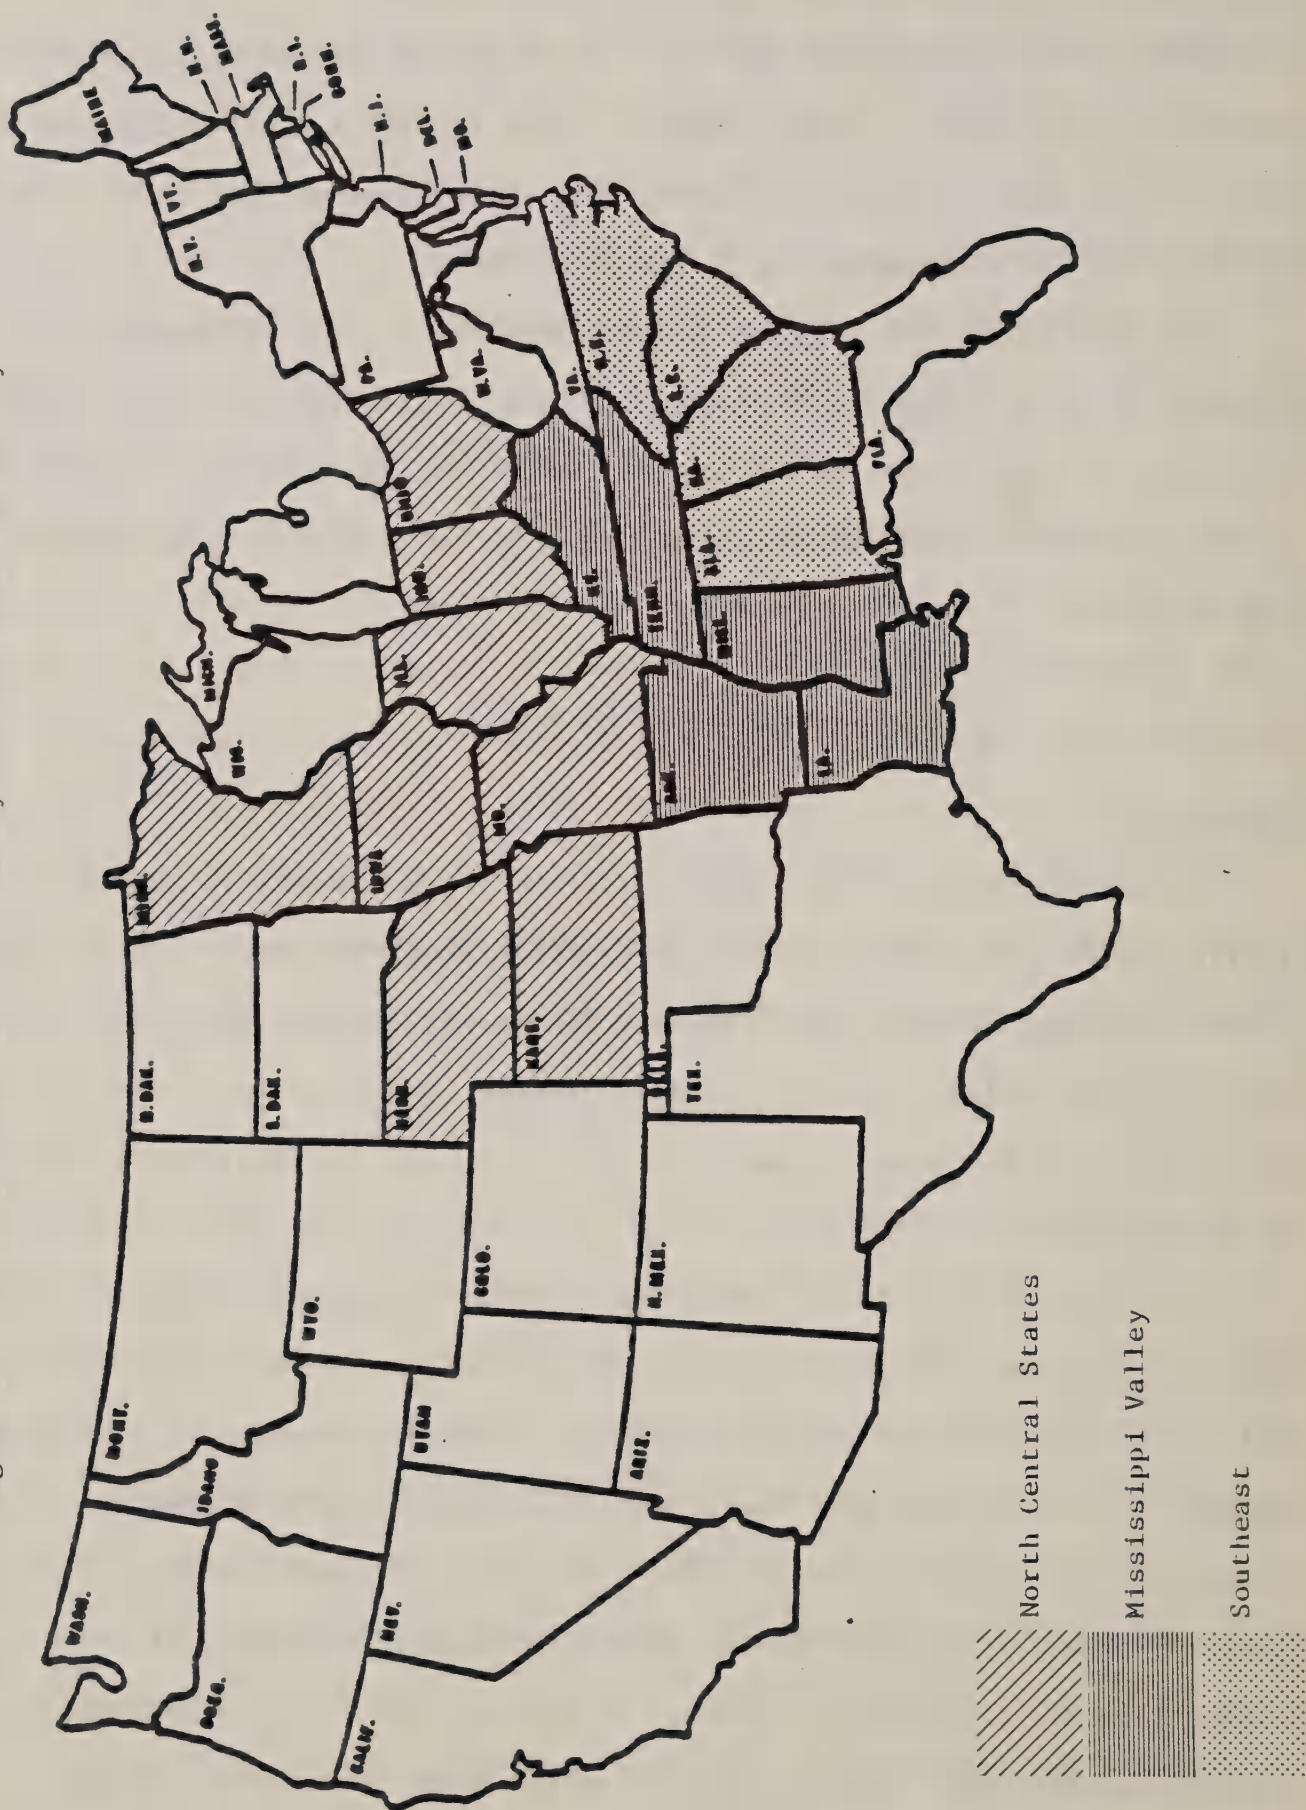 WASH.
OREG.
CALIF.
NEV.
IDAHO
MONT.
WYO.
UTAH
ARIZ.
COLO.
N. MEX.
N. DAK.
S. DAK.
NEBR.
KANS.
OKLA.
TEX.
MINN.
IOWA
MO.
ARK.
LA.
WIS.
MICH.
ILL.
IND.
OHIO
KY.
TENN.
MISS.
ALA.
GA.
FLA.
S.C.
N.C.
VA.
W.VA.
PA.
N.Y.
VT.
MAINE
N.H.
MASS.
R.I.
CONN.
N.J.
DEL.
MD.
North Central States
Mississippi Valley
Southeast